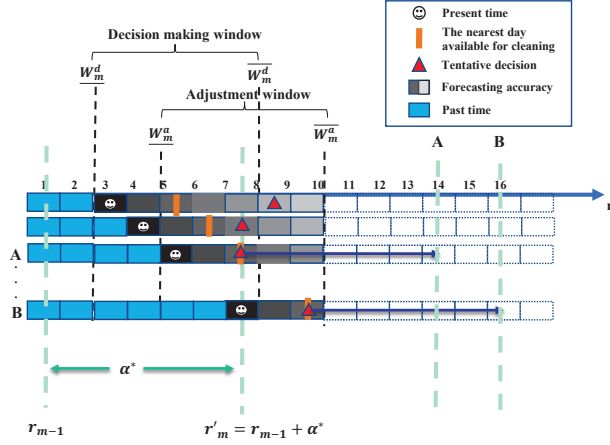 Decision making window
Present time
The nearest day
available for cleaning
Tentative decision
Forecasting accuracy
Past time
W_m^d
W_m^d
Adjustment window
W_m^a
W_m^a
A B
1 2 3 4 5 6 7 8 9 10 11 12 13 14 15 16
A
.
.
.
B
α*
r_{m-1}
r'_m = r_{m-1} + α*